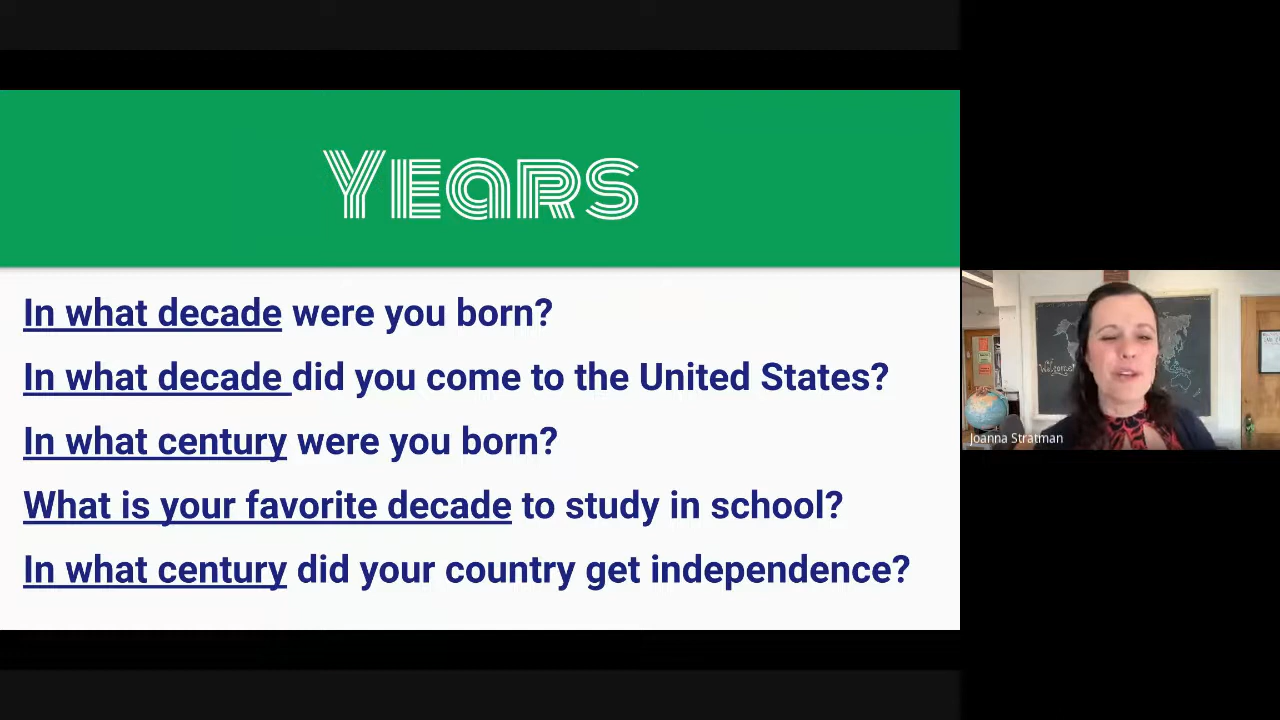 Years
In what decade were you born?
In what decade did you come to the United States?
In what century were you born?
What is your favorite decade to study in school?
In what century did your country get independence?
Welcome
Joanna Stratman